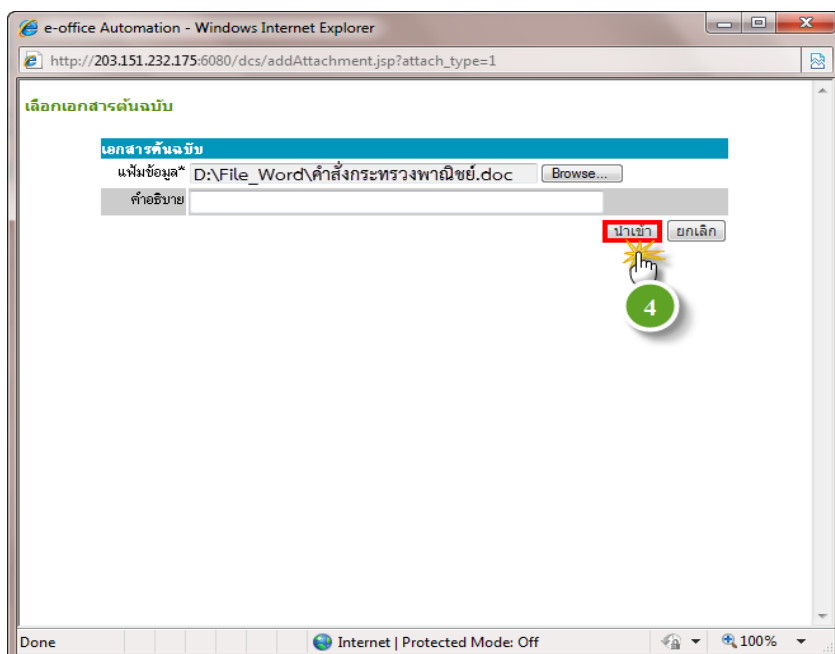 e-office Automation - Windows Internet Explorer
http://203.151.232.175:6080/dcs/addAttachment.jsp?attach_type=1
เลือกเอกสารต้นฉบับ
เอกสารต้นฉบับ
แฟ้มข้อมูล* D:\File_Word\คำสั่งกระทรวงพาณิชย์.doc Browse...
คำอธิบาย
นำเข้า ยกเลิก
4
Done Internet | Protected Mode: Off 100%